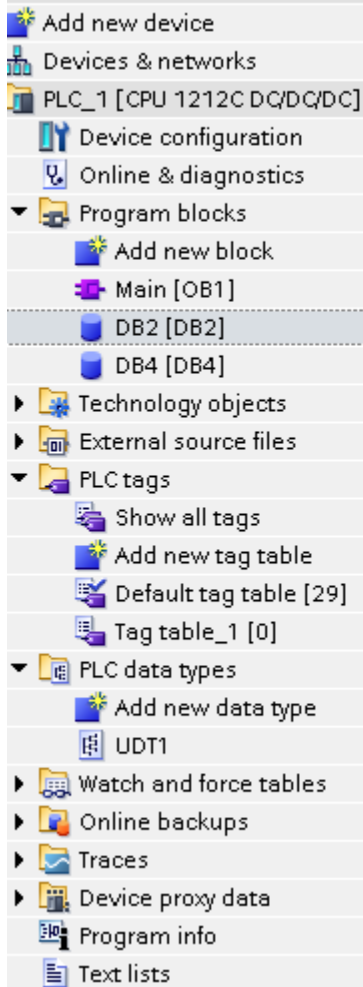 Add new device
Devices & networks
PLC_1 [CPU 1212C DC/DC/DC]
Device configuration
Online & diagnostics
Program blocks
Add new block
Main [OB1]
DB2 [DB2]
DB4 [DB4]
Technology objects
External source files
PLC tags
Show all tags
Add new tag table
Default tag table [29]
Tag table_1 [0]
PLC data types
Add new data type
UDT1
Watch and force tables
Online backups
Traces
Device proxy data
Program info
Text lists